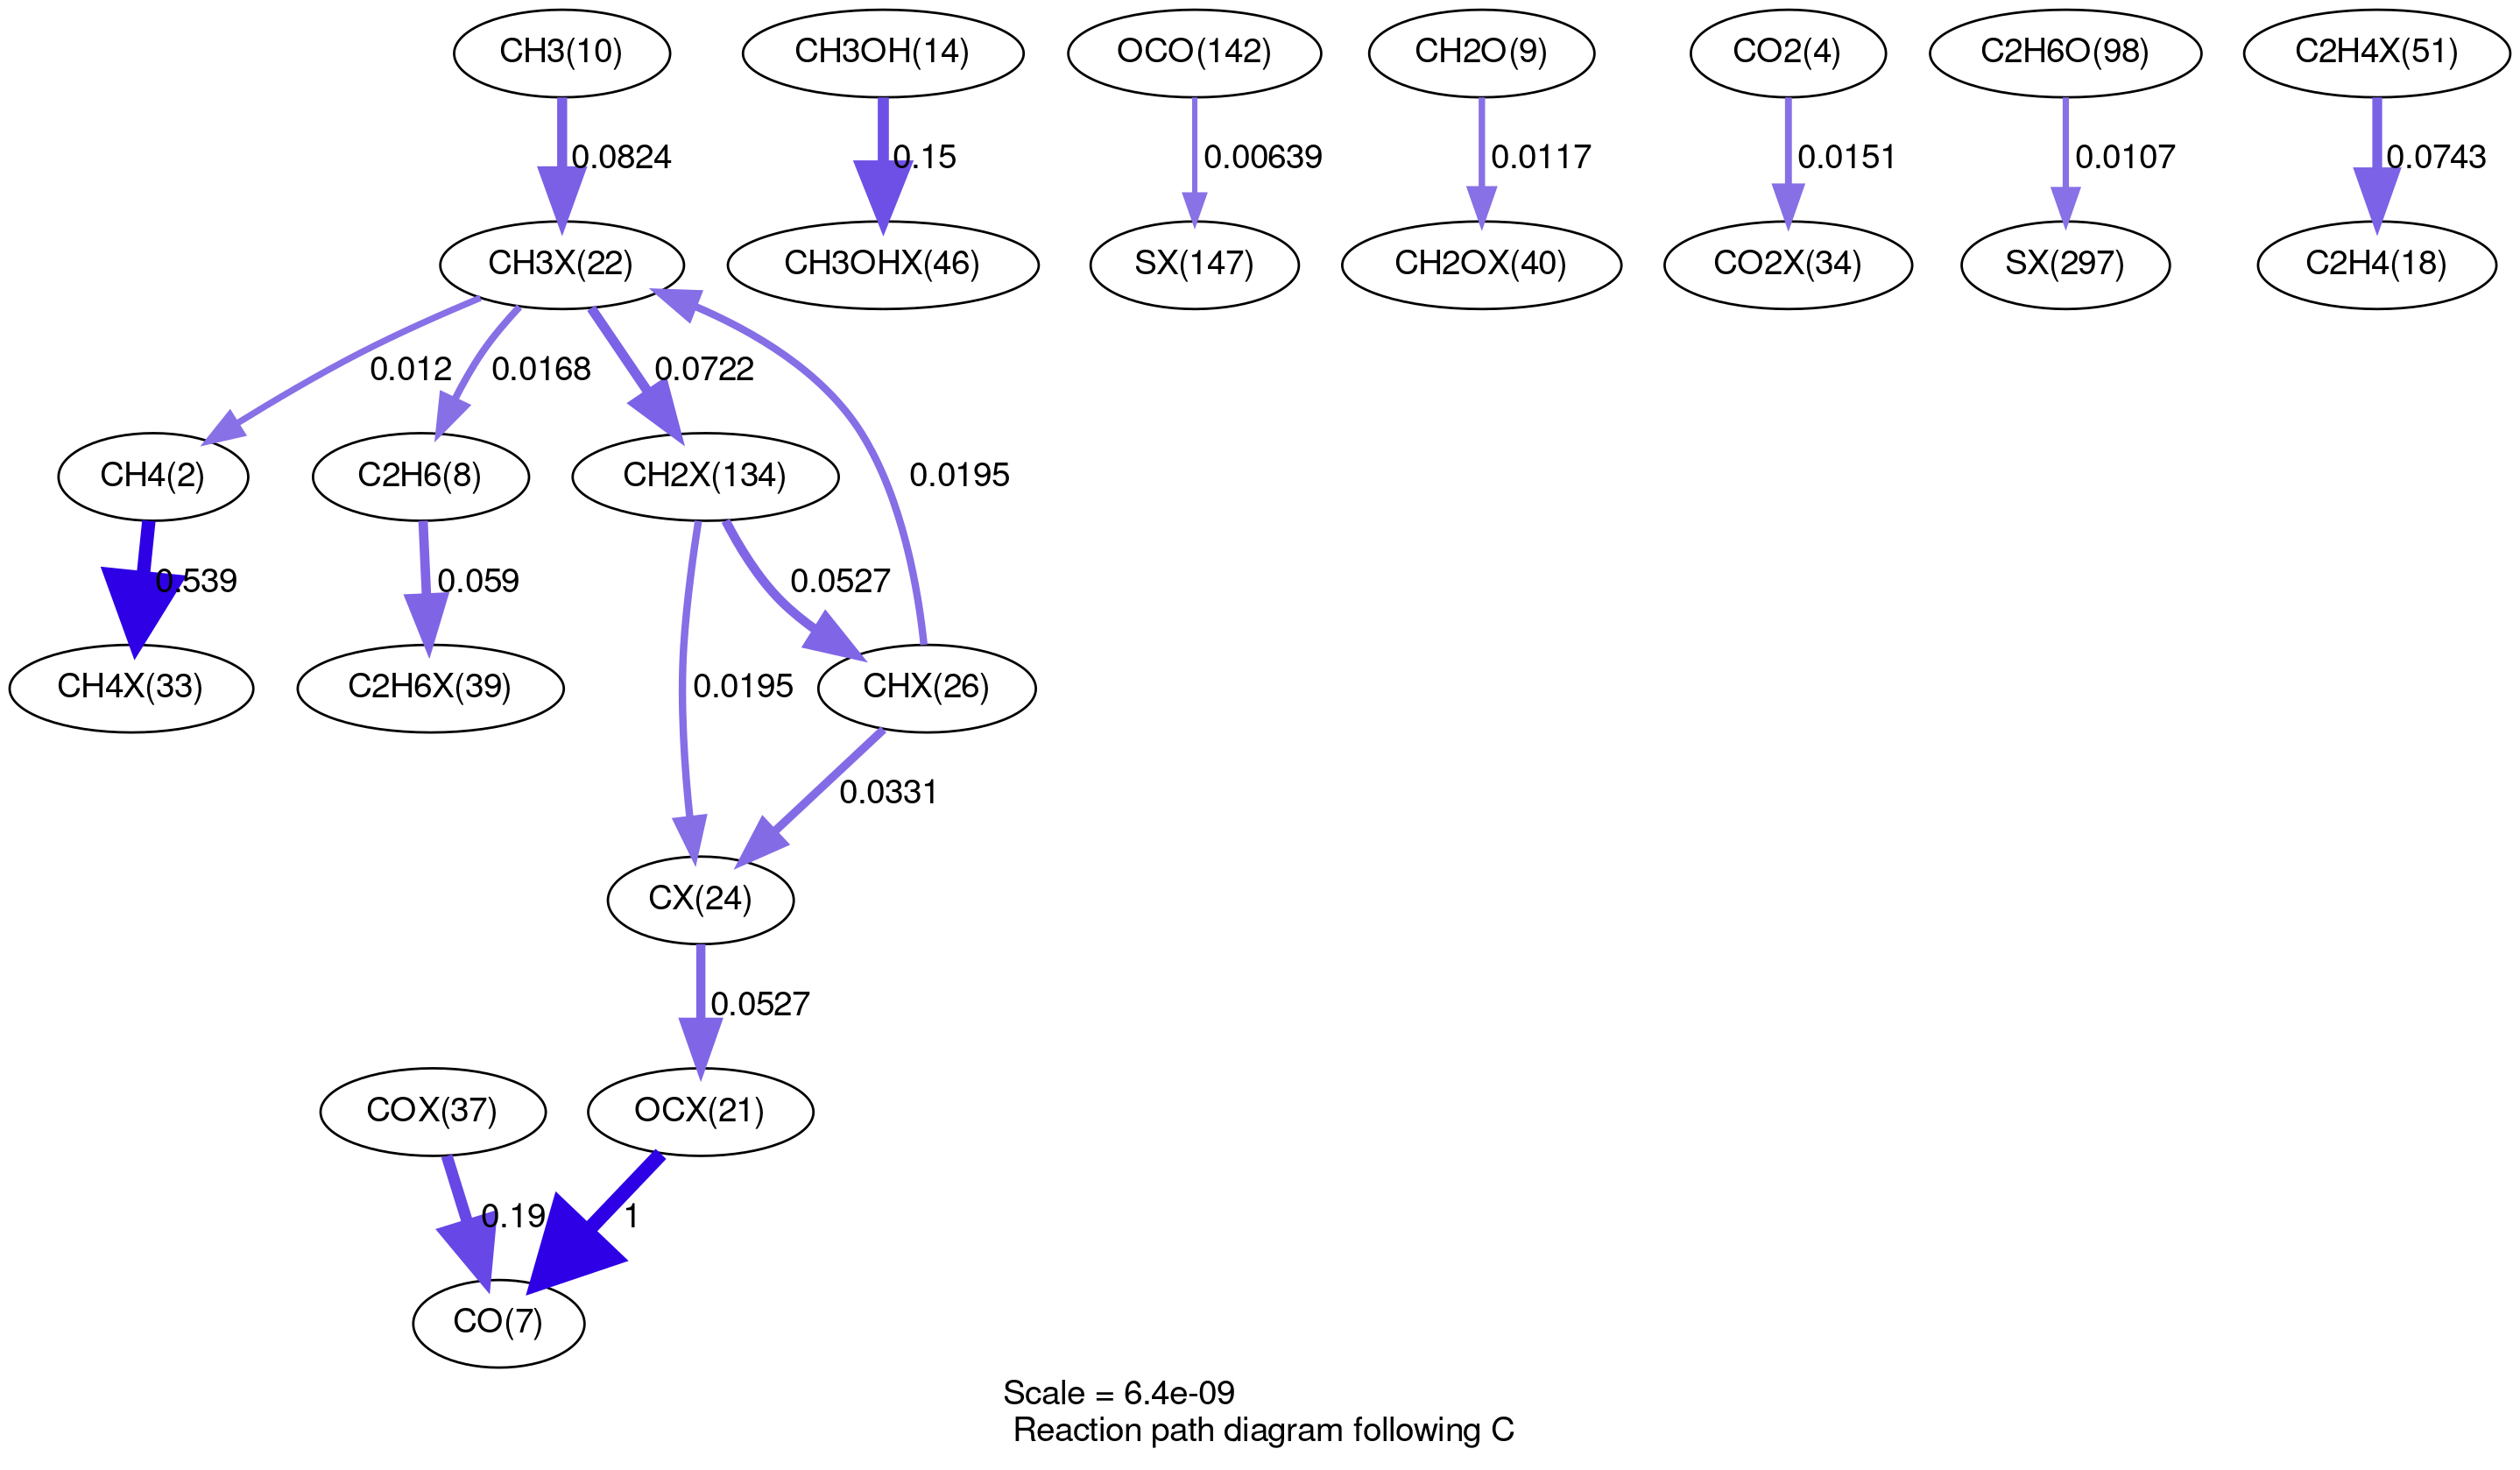 CH3(10)
CH3OH(14)
OCO(142)
CH2O(9)
CO2(4)
C2H6O(98)
C2H4X(51)
0.0824
0.15
0.00639
0.0117
0.0151
0.0107
0.0743
CH3X(22)
CH3OHX(46)
SX(147)
CH2OX(40)
CO2X(34)
SX(297)
C2H4(18)
0.012
0.0168
0.0722
CH4(2)
C2H6(8)
CH2X(134)
0.0195
0.539
0.059
0.0527
CH4X(33)
C2H6X(39)
0.0195
CHX(26)
0.0331
CX(24)
0.0527
COX(37)
OCX(21)
0.19
1
CO(7)
Scale = 6.4e-09
Reaction path diagram following C